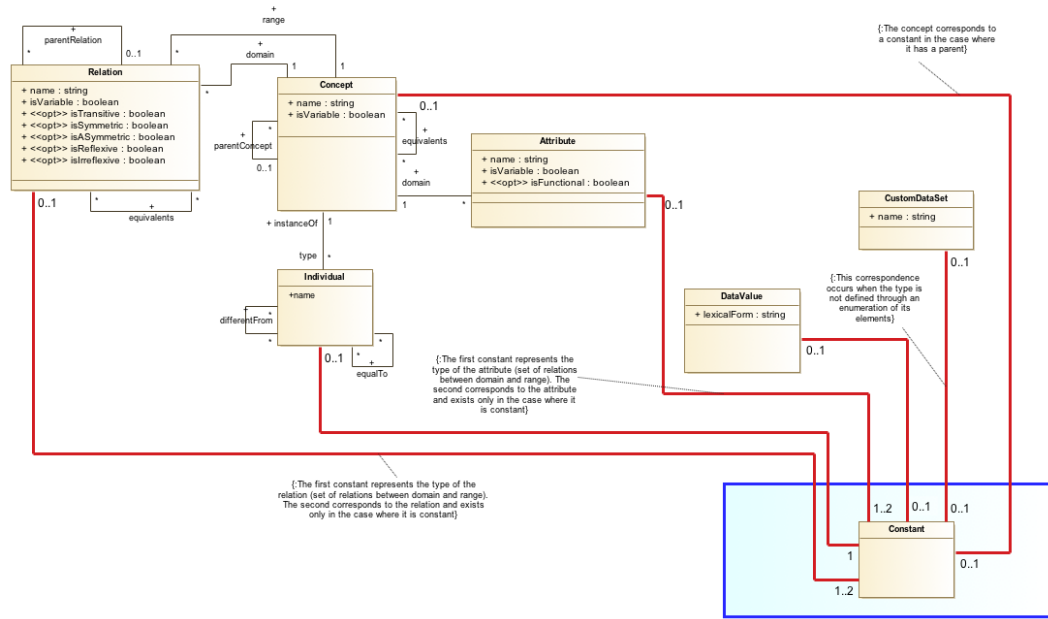 +
range
+
parentRelation
*
0..1
*
+
domain
1
1
*
Relation
+ name : string
+ isVariable : boolean
+ <<opt>> isTransitive : boolean
+ <<opt>> isSymmetric : boolean
+ <<opt>> isASymmetric : boolean
+ <<opt>> isReflexive : boolean
+ <<opt>> isIrreflexive : boolean
0..1
*
+
*
equivalents
Concept
+ name : string
+ isVariable : boolean
0..1
*
+
equivalents
*
+
*
parentConcept
0..1
+
domain
1
*
Attribute
+ name : string
+ isVariable : boolean
+ <<opt>> isFunctional : boolean
0..1
{:The concept corresponds to
a constant in the case where
it has a parent}
CustomDataSet
+ name : string
0..1
+ instanceOf
1
type
*
Individual
+name
+
*
differentFrom
*
0..1
*
*
+
equalTo
DataValue
+ lexicalForm : string
0..1
{:This correspondence
occurs when the type is
not defined through an
enumeration of its
elements}
{:The first constant represents the
type of the attribute (set of relations
between domain and range). The
second corresponds to the attribute
and exists only in the case where it
is constant}
{:The first constant represents the type of the
relation (set of relations between domain and range).
The second corresponds to the relation and exists
only in the case where it is constant}
1..2
0..1
0..1
Constant
1
0..1
1..2